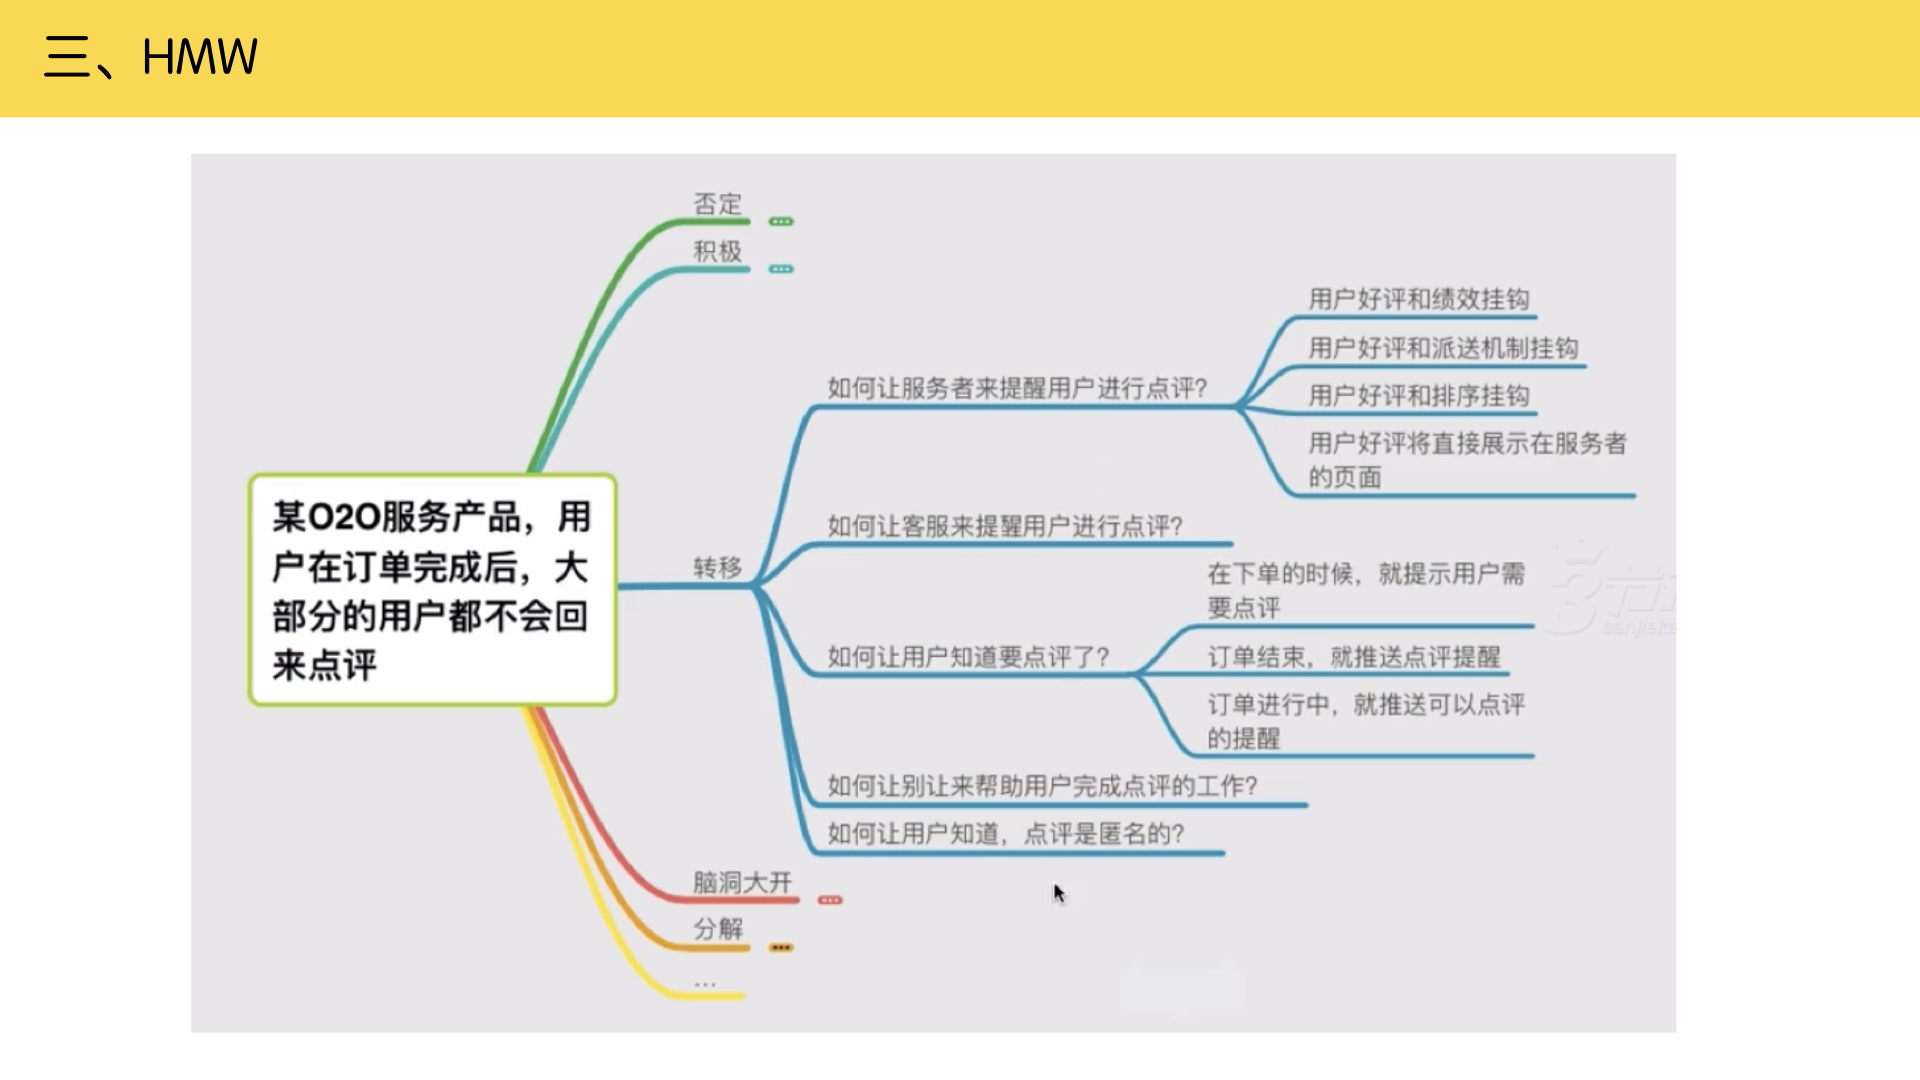 三、HMW
否定
积极
用户好评和绩效挂钩
用户好评和派送机制挂钩
如何让服务者来提醒用户进行点评?
用户好评和排序挂钩
用户好评将直接展示在服务者
的页面
某O2O服务产品，用
户在订单完成后，大
部分的用户都不会回
来点评
如何让客服来提醒用户进行点评?
转移
在下单的时候，就提示用户需
要点评
如何让用户知道要点评了?
订单结束，就推送点评提醒
订单进行中，就推送可以点评
的提醒
如何让别让来帮助用户完成点评的工作?
如何让用户知道，点评是匿名的?
脑洞大开
分解
...